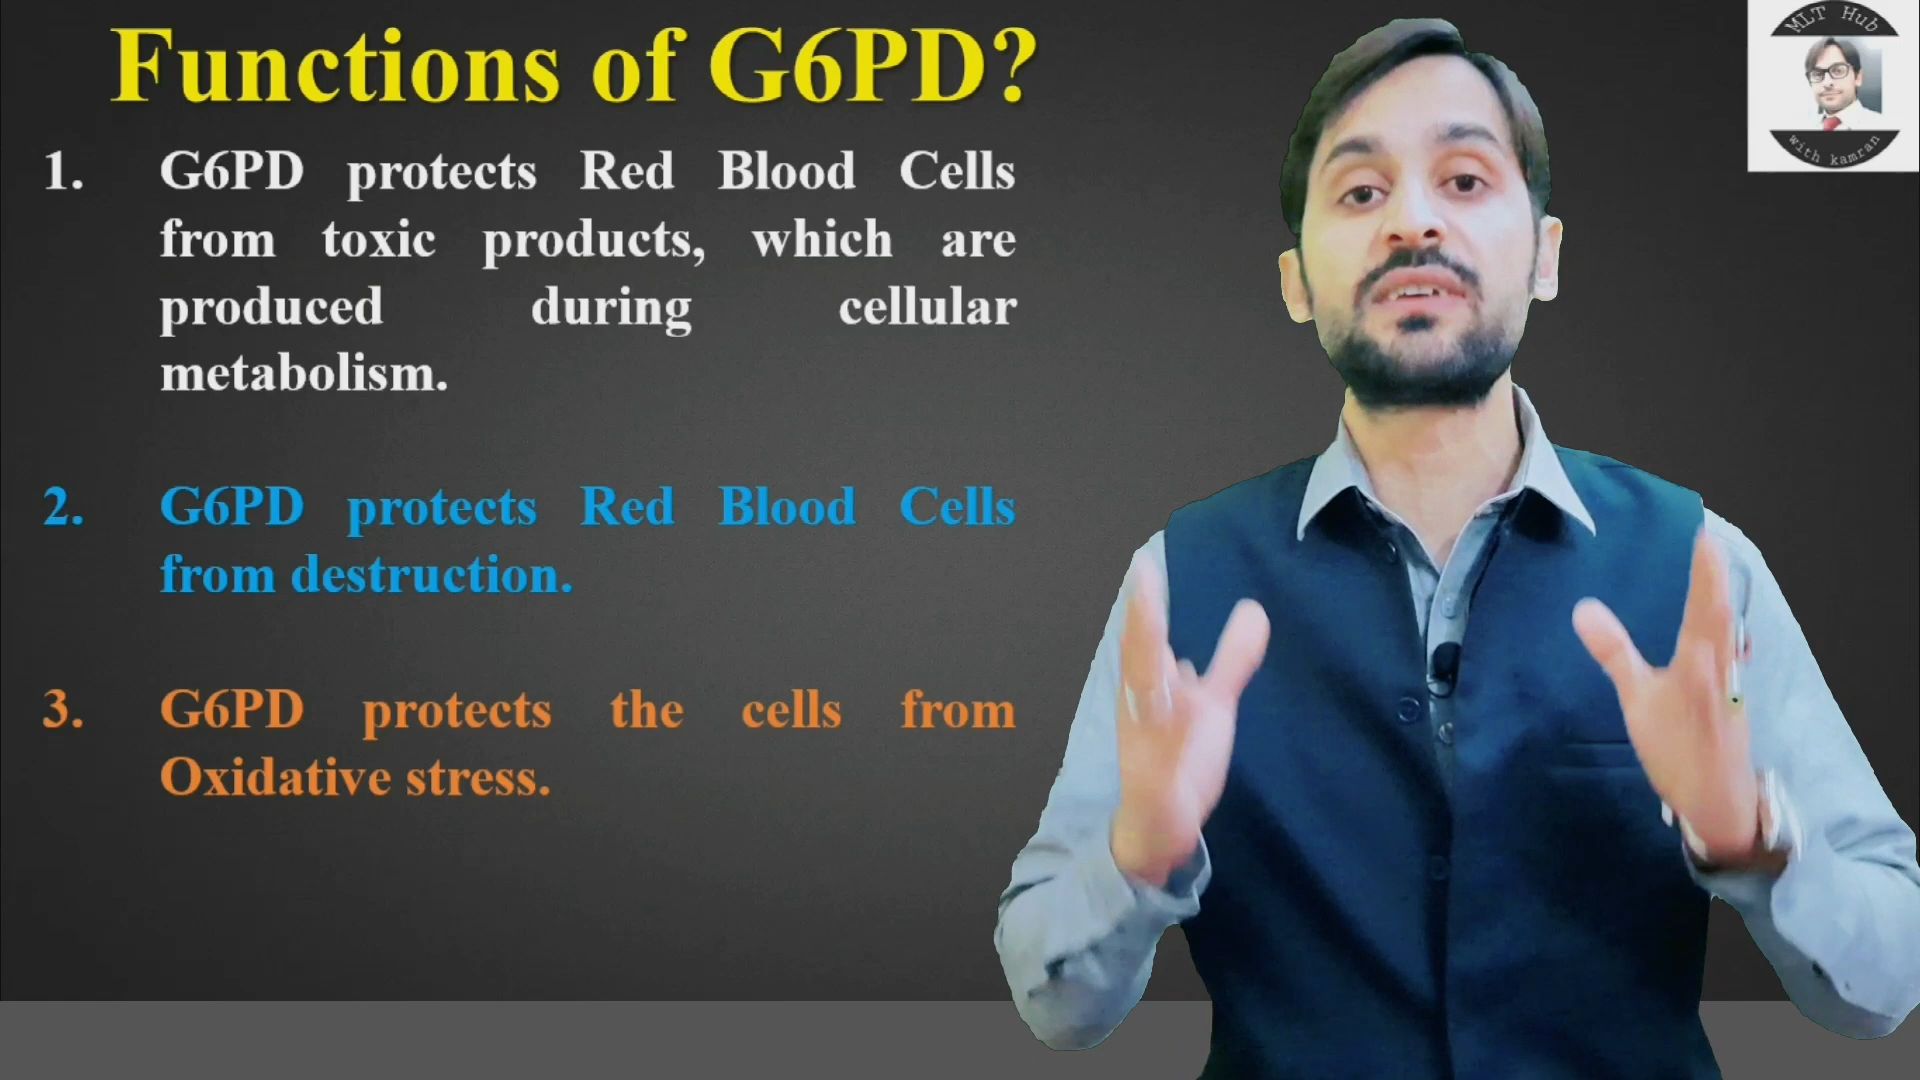 Functions of G6PD?
1. G6PD protects Red Blood Cells
from toxic products, which are
produced during cellular
metabolism.
2. G6PD protects Red Blood Cells
from destruction.
3. G6PD protects the cells from
Oxidative stress.
MLT Hub
with kamran